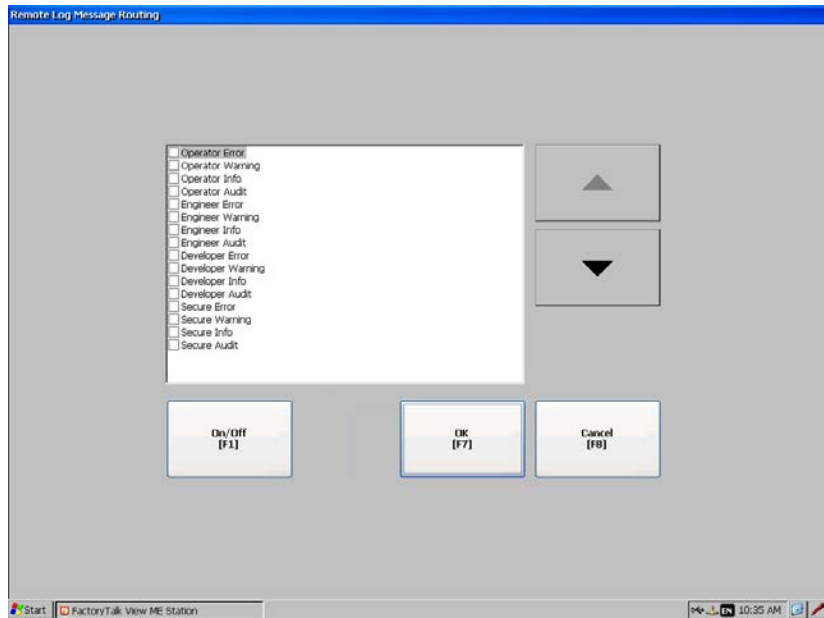 Remote Log Message Routing
Operator Error
Operator Warning
Operator Info
Operator Audit
Engineer Error
Engineer Warning
Engineer Info
Engineer Audit
Developer Error
Developer Warning
Developer Info
Developer Audit
Secure Error
Secure Warning
Secure Info
Secure Audit
On/Off
[F1]
OK
[F7]
Cancel
[F8]
Start
FactoryTalk View ME Station
EN
10:35 AM